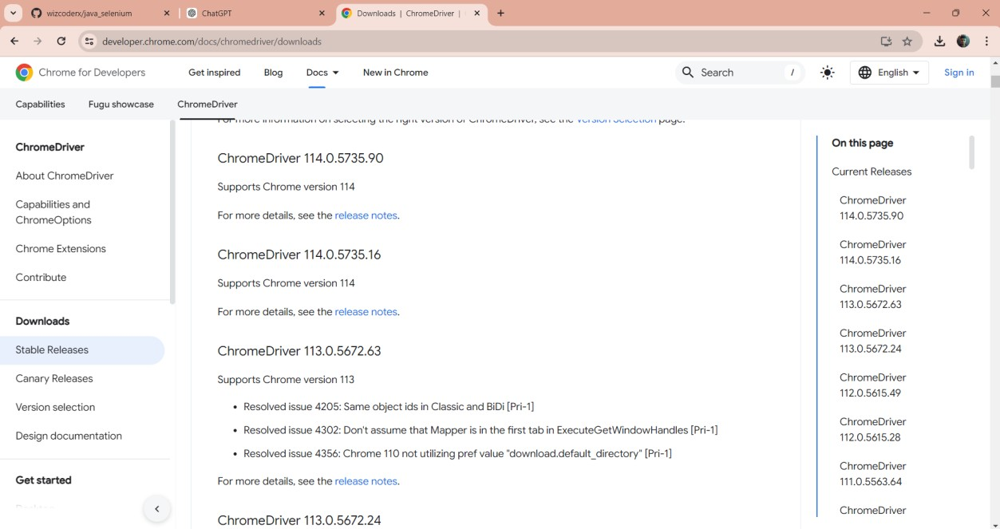 wizcoderx/java_selenium
ChatGPT
Downloads | ChromeDriver |
developer.chrome.com/docs/chromedriver/downloads
Chrome for Developers
Get inspired
Blog
Docs
New in Chrome
Search
/
English
Sign in
Capabilities
Fugu showcase
ChromeDriver
ChromeDriver
About ChromeDriver
Capabilities and
ChromeOptions
Chrome Extensions
Contribute
Downloads
Stable Releases
Canary Releases
Version selection
Design documentation
Get started
For more information on selecting the right version of ChromeDriver, see the Version Selection page.
ChromeDriver 114.0.5735.90
Supports Chrome version 114
For more details, see the release notes.
ChromeDriver 114.0.5735.16
Supports Chrome version 114
For more details, see the release notes.
ChromeDriver 113.0.5672.63
Supports Chrome version 113
• Resolved issue 4205: Same object ids in Classic and BiDi [Pri-1]
• Resolved issue 4302: Don't assume that Mapper is in the first tab in ExecuteGetWindowHandles [Pri-1]
• Resolved issue 4356: Chrome 110 not utilizing pref value "download.default_directory" [Pri-1]
For more details, see the release notes.
ChromeDriver 113.0.5672.24
On this page
Current Releases
ChromeDriver
114.0.5735.90
ChromeDriver
114.0.5735.16
ChromeDriver
113.0.5672.63
ChromeDriver
113.0.5672.24
ChromeDriver
112.0.5615.49
ChromeDriver
112.0.5615.28
ChromeDriver
111.0.5563.64
ChromeDriver